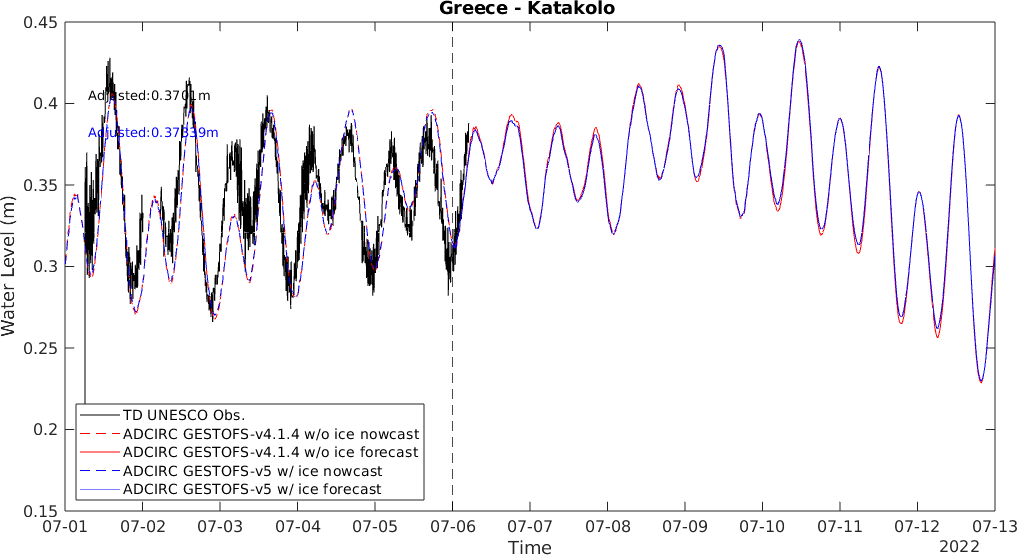 Greece - Katakolo
0.45
0.4
0.35
0.3
0.25
0.2
0.15
Water Level (m)
Adjusted:0.3701m
Adjusted:0.37839m
TD UNESCO Obs.
ADCIRC GESTOFS-v4.1.4 w/o ice nowcast
ADCIRC GESTOFS-v4.1.4 w/o ice forecast
ADCIRC GESTOFS-v5 w/ ice nowcast
ADCIRC GESTOFS-v5 w/ ice forecast
07-01 07-02 07-03 07-04 07-05 07-06 07-07 07-08 07-09 07-10 07-11 07-12 07-13
Time
2022